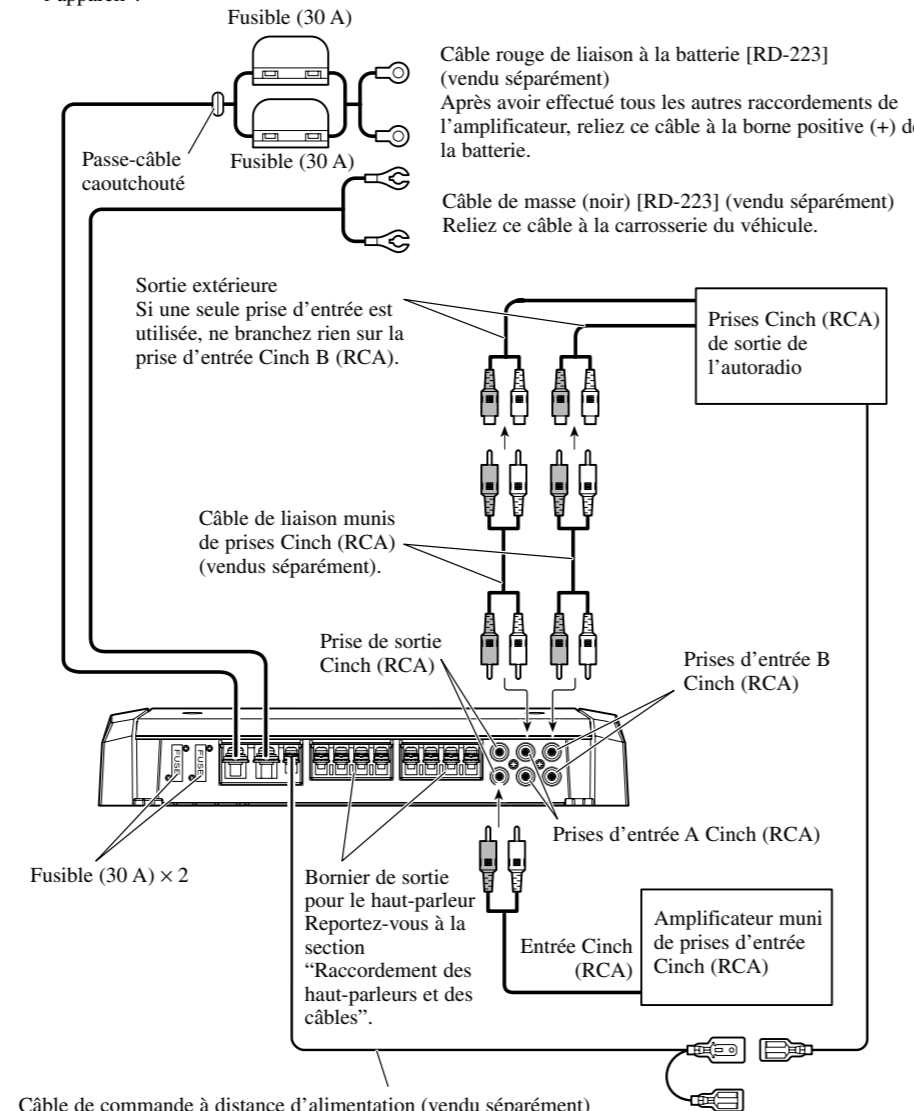 l'appareil".
Fusible (30 A)
Câble rouge de liaison à la batterie [RD-223]
(vendu séparément)
Après avoir effectué tous les autres raccordements de
l'amplificateur, reliez ce câble à la borne positive (+) de
la batterie.
Passe-câble
caoutchouté
Fusible (30 A)
Câble de masse (noir) [RD-223] (vendu séparément)
Reliez ce câble à la carrosserie du véhicule.
Sortie extérieure
Si une seule prise d'entrée est
utilisée, ne branchez rien sur la
prise d'entrée Cinch B (RCA).
Prises Cinch (RCA)
de sortie de
l'autoradio
Câble de liaison munis
de prises Cinch (RCA)
(vendus séparément).
Prise de sortie
Cinch (RCA)
Prises d'entrée B
Cinch (RCA)
FUSE
FUSE
Prises d'entrée A Cinch (RCA)
Fusible (30 A) × 2
Bornier de sortie
pour le haut-parleur
Reportez-vous à la
section
“Raccordement des
haut-parleurs et des
câbles”.
Entrée Cinch
(RCA)
Amplificateur muni
de prises d'entrée
Cinch (RCA)
Câble de commande à distance d'alimentation (vendu séparément)